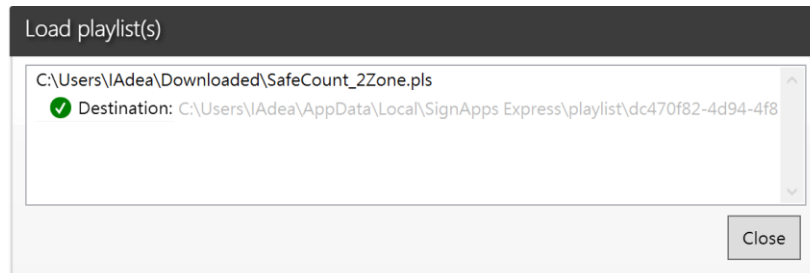 Load playlist(s)
C:\Users\IAdea\Downloaded\SafeCount_2Zone.pls
Destination: C:\Users\IAdea\AppData\Local\SignApps Express\playlist\dc470f82-4d94-4f8
Close